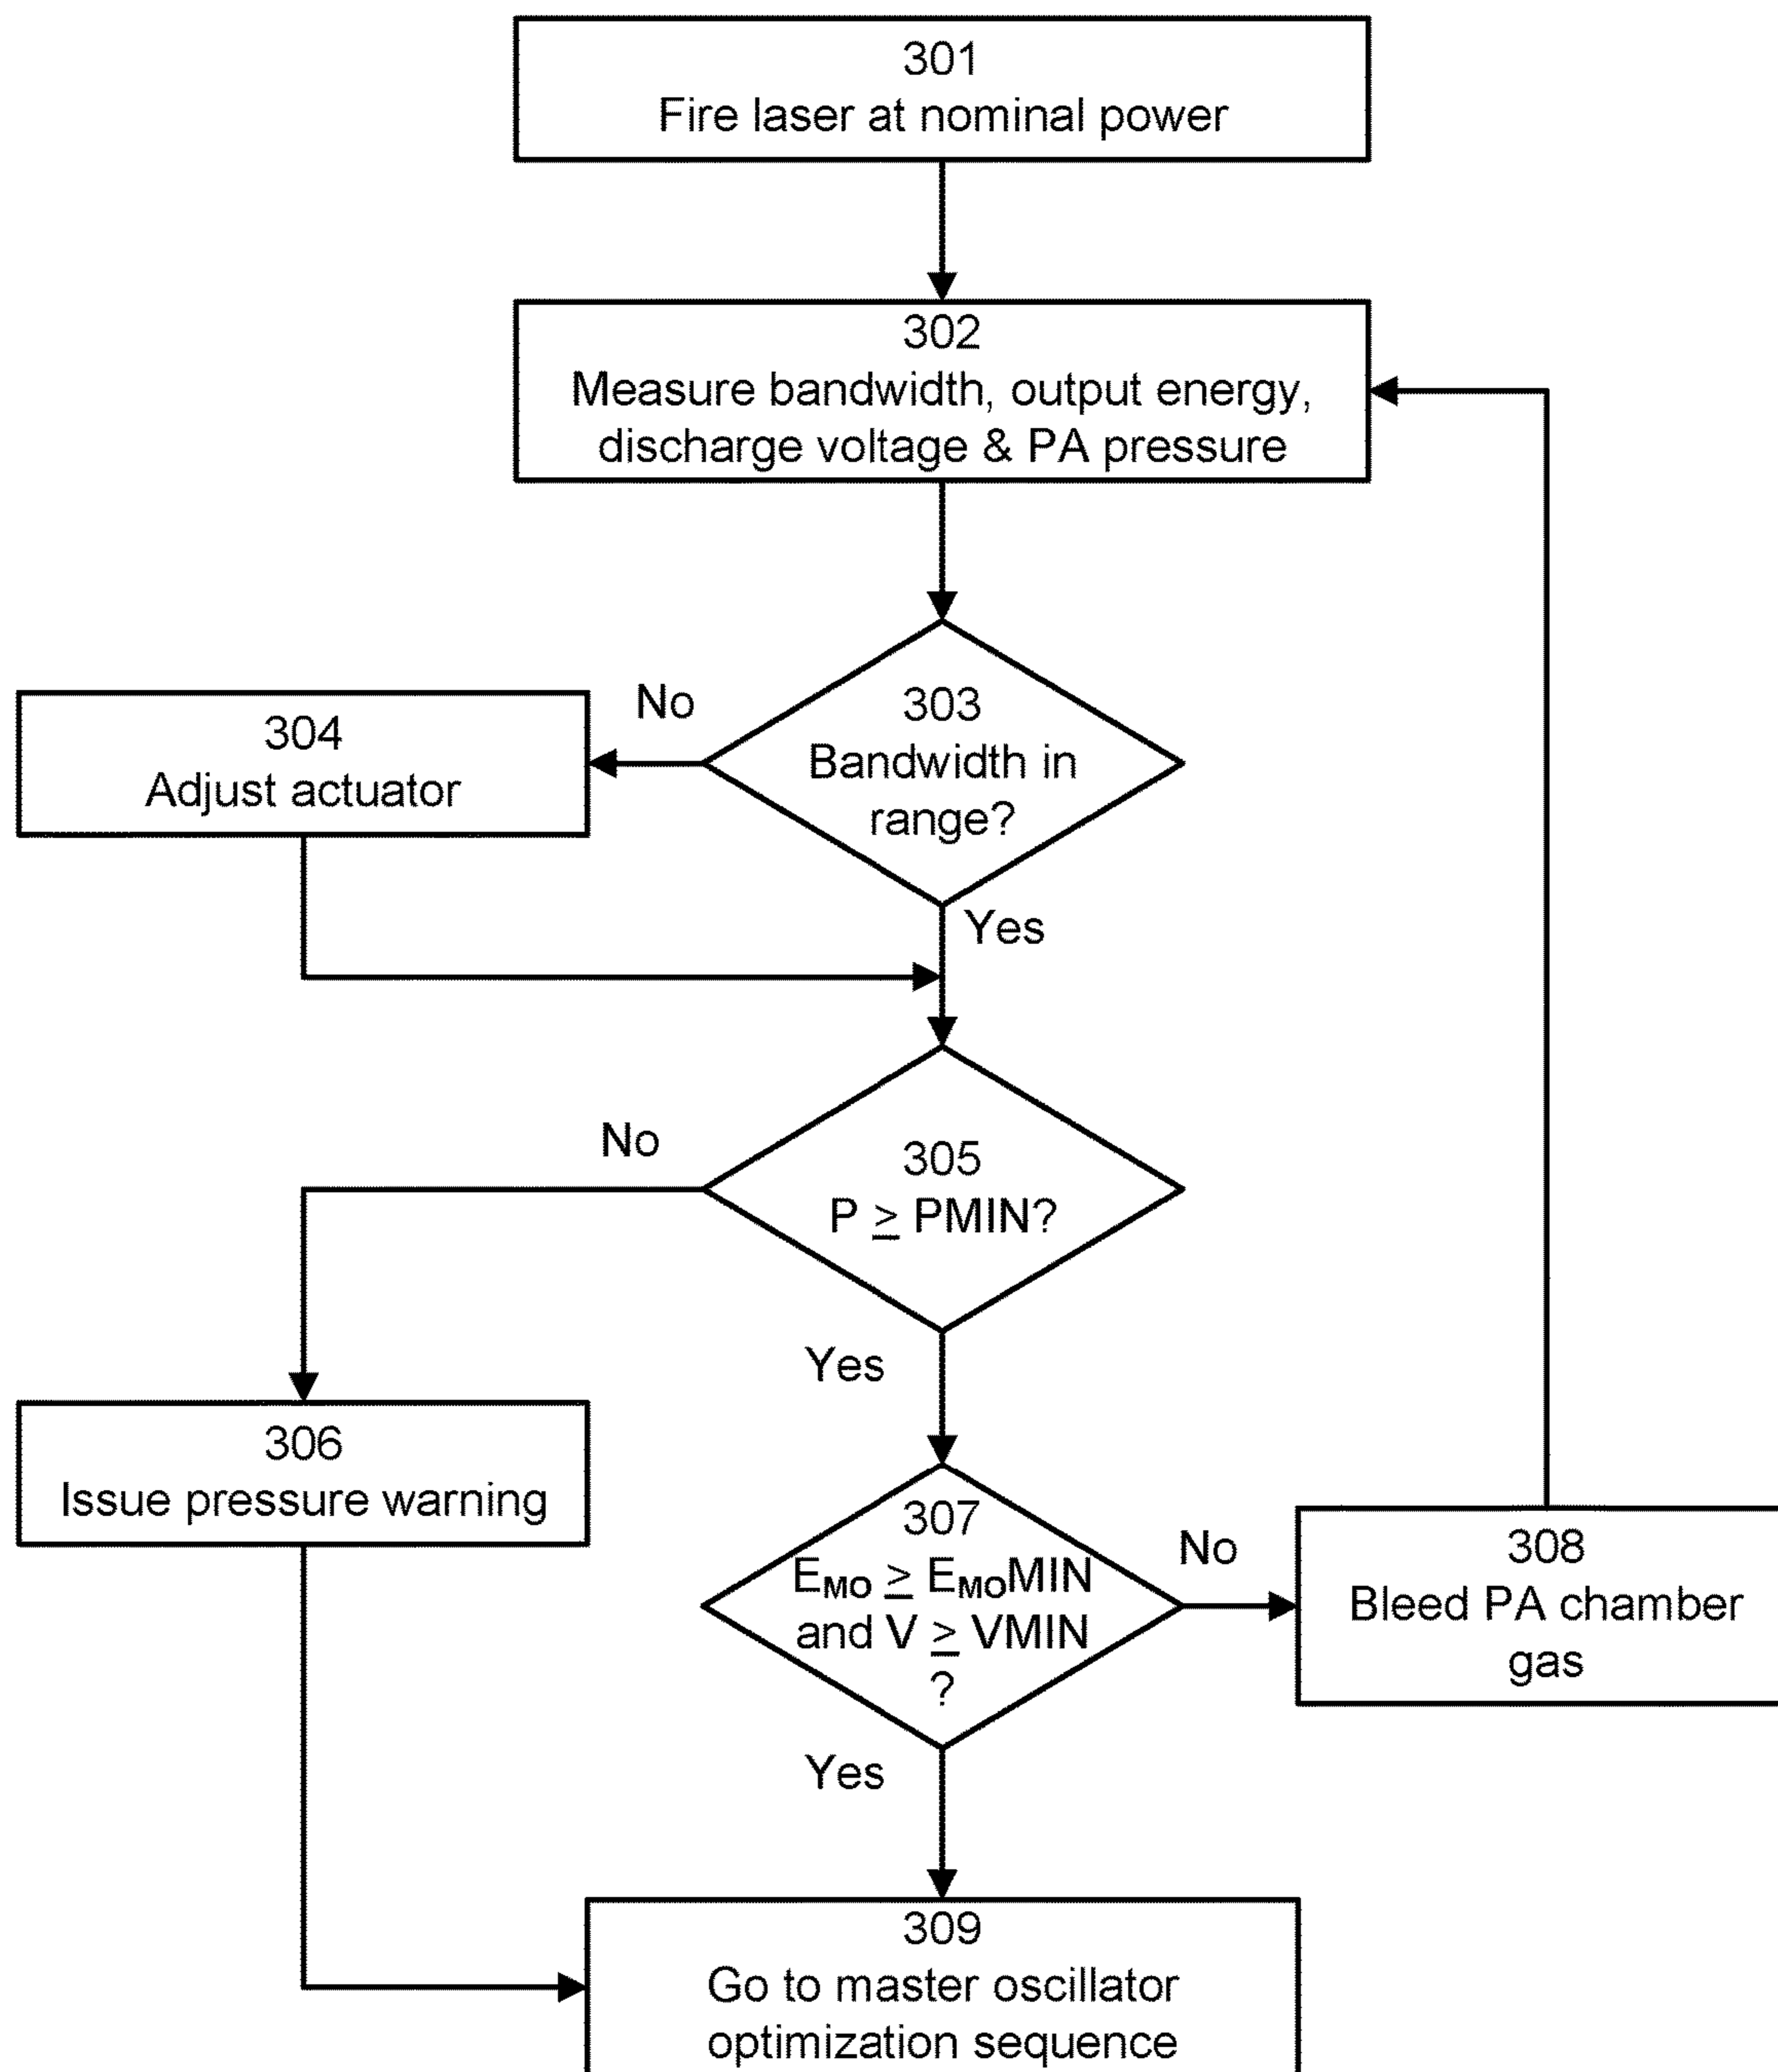 301
Fire laser at nominal power
302
Measure bandwidth, output energy,
discharge voltage & PA pressure
303
Bandwidth in
range?
No
304
Adjust actuator
Yes
305
P ≥ PMIN?
No
Yes
306
Issue pressure warning
307
E_MO ≥ E_MOMIN
and V ≥ VMIN
?
No
308
Bleed PA chamber
gas
Yes
309
Go to master oscillator
optimization sequence